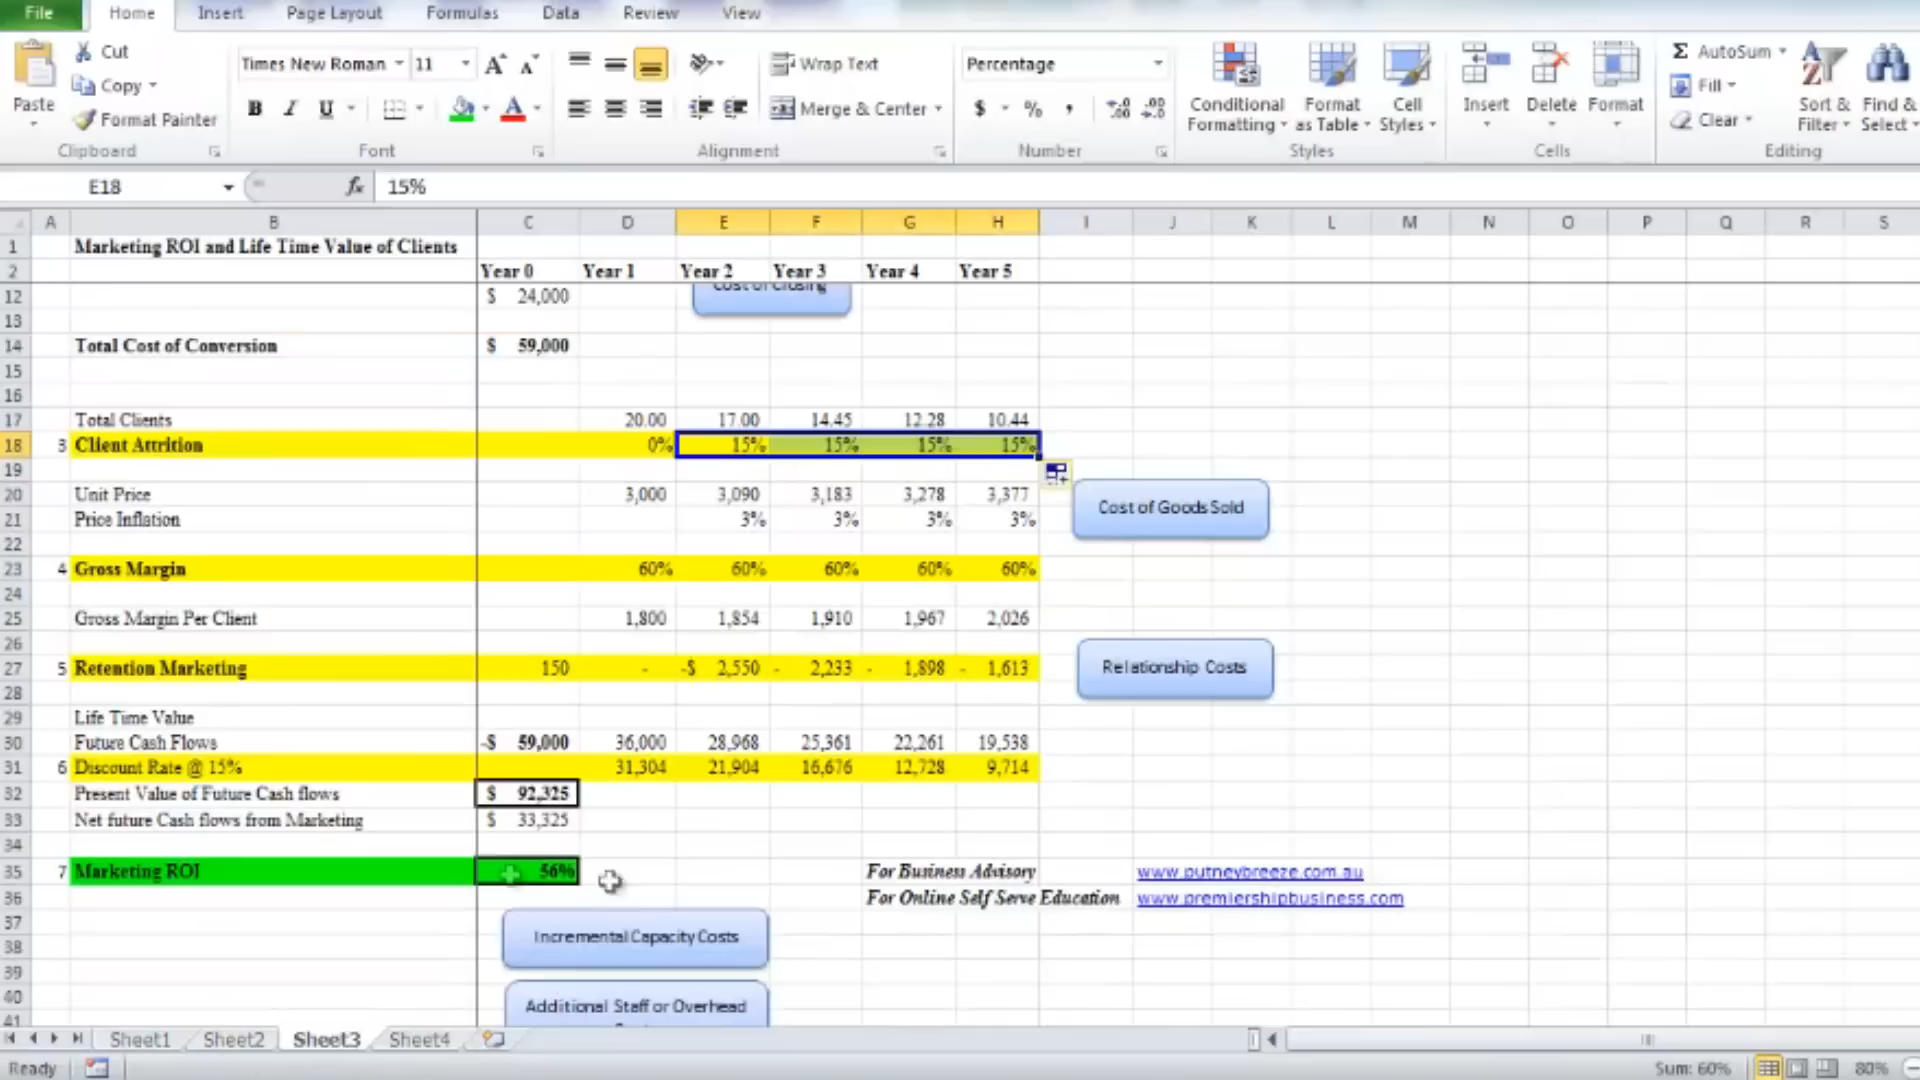 File Home Insert Page Layout Formulas Data Review View
Cut Times New Roman 11 Wrap Text Percentage AutoSum
Copy Fill
Paste Format Painter B I U Merge & Center $ % , Conditional Formatting Format as Table Cell Styles Insert Delete Format Clear Sort & Filter Find & Select
Clipboard Font Alignment Number Styles Cells Editing
E18 fx 15%
A B C D E F G H I J K L M N O P Q R S
1 Marketing ROI and Life Time Value of Clients
2 Year 0 Year 1 Year 2 Year 3 Year 4 Year 5
12 $ 24,000 Cost of Closing
13
14 Total Cost of Conversion $ 59,000
15
16
17 Total Clients 20.00 17.00 14.45 12.28 10.44
18 3 Client Attrition 0% 15% 15% 15% 15%
19
20 Unit Price 3,000 3,090 3,183 3,278 3,377
Cost of Goods Sold
21 Price Inflation 3% 3% 3% 3%
22
23 4 Gross Margin 60% 60% 60% 60% 60%
24
25 Gross Margin Per Client 1,800 1,854 1,910 1,967 2,026
26
27 5 Retention Marketing 150 - -$ 2,550 - 2,233 - 1,898 - 1,613 Relationship Costs
28
29 Life Time Value
30 Future Cash Flows -$ 59,000 36,000 28,968 25,361 22,261 19,538
31 6 Discount Rate @ 15% 31,304 21,904 16,676 12,728 9,714
32 Present Value of Future Cash flows $ 92,325
33 Net future Cash flows from Marketing $ 33,325
34
35 7 Marketing ROI 56% For Business Advisory www.putneybreeze.com.au
36 For Online Self Serve Education www.premiershipbusiness.com
37
Incremental Capacity Costs
38
39
40 Additional Staff or Overhead
41
Sheet1 Sheet2 Sheet3 Sheet4
Ready Sum: 60% 80%